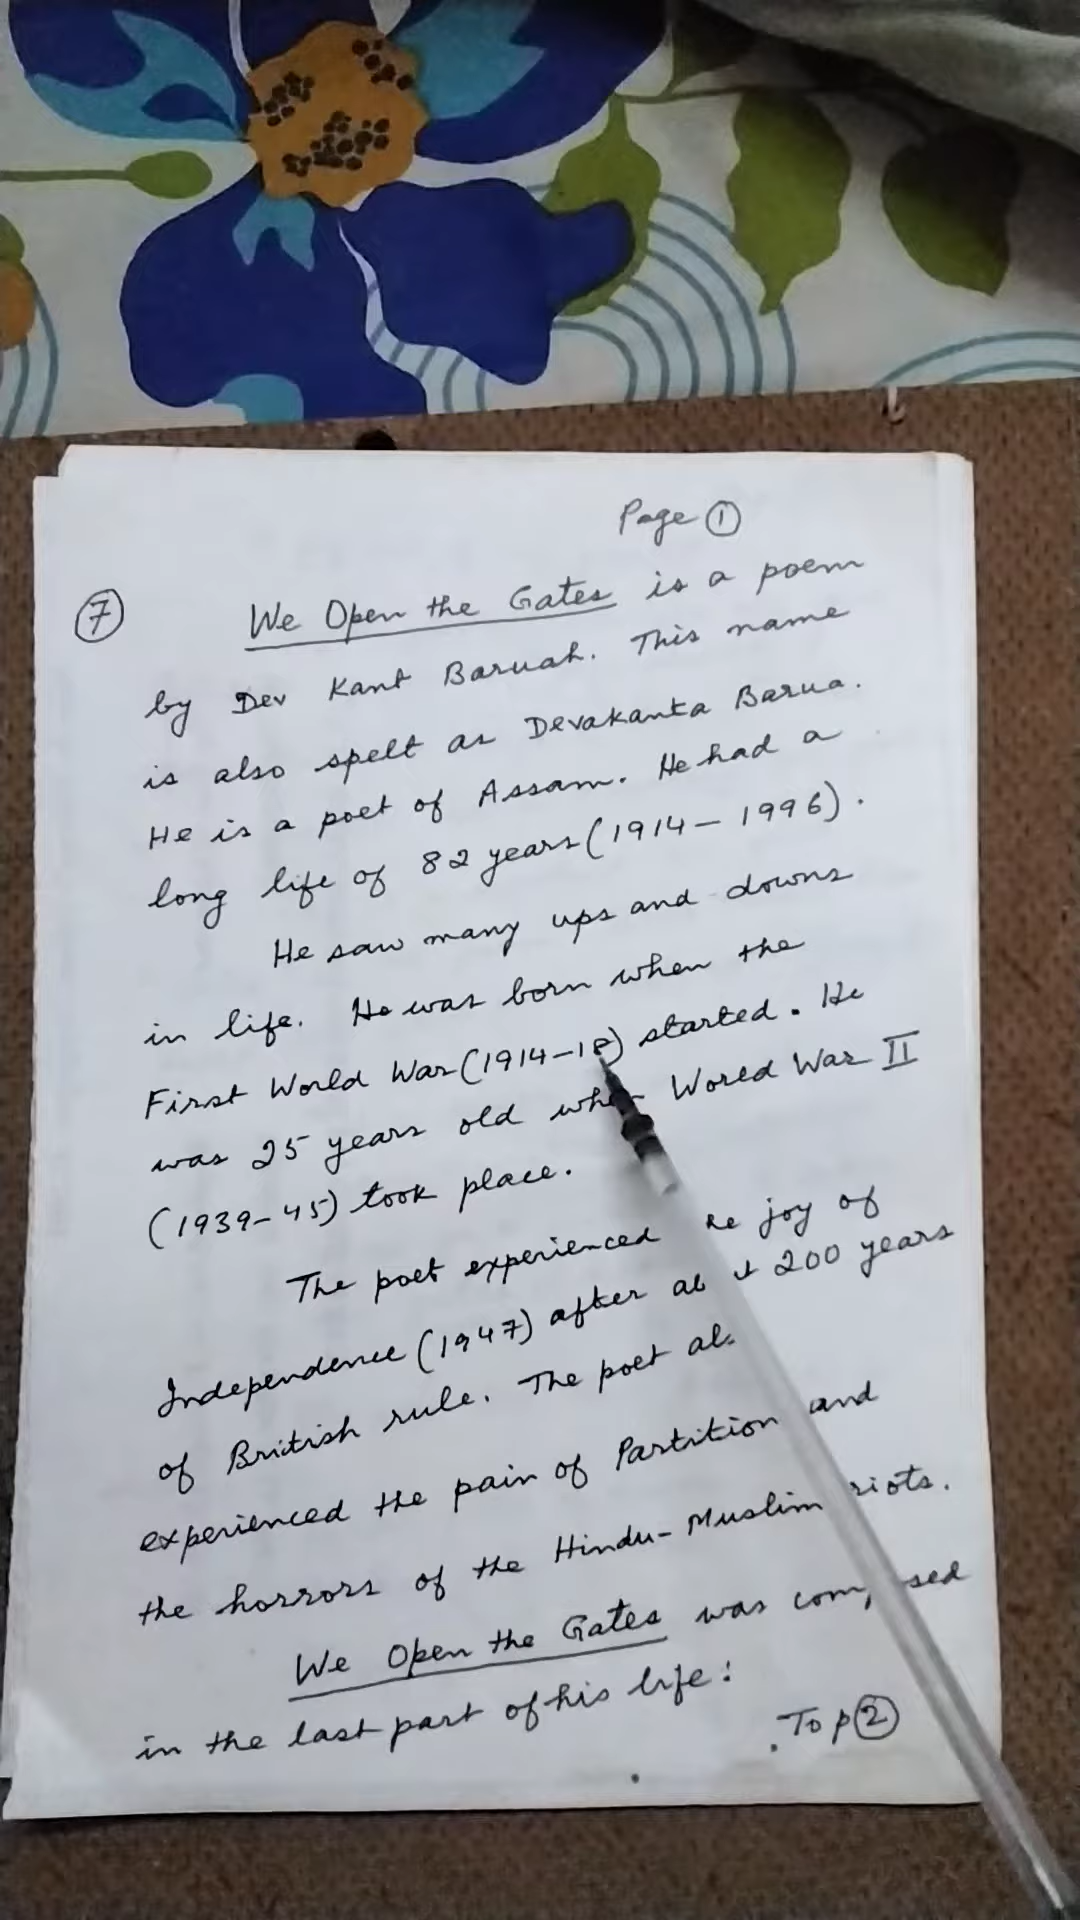 Page ①
⑦ We Open the Gates is a poem
by Dev Kant Baruah. This name
is also spelt as Devakanta Barua.
He is a poet of Assam. He had a
long life of 82 years (1914 – 1996).
He saw many ups and downs
in life. He was born when the
First World War (1914–18) started. He
was 25 years old when World War II
(1939–45) took place.
The poet experienced joy of
Independence (1947) after 200 years
of British rule. The poet
experienced the pain of Partition and
the horrors of the Hindu-Muslim riots.
We Open the Gates was composed
in the last part of his life:
To p ②